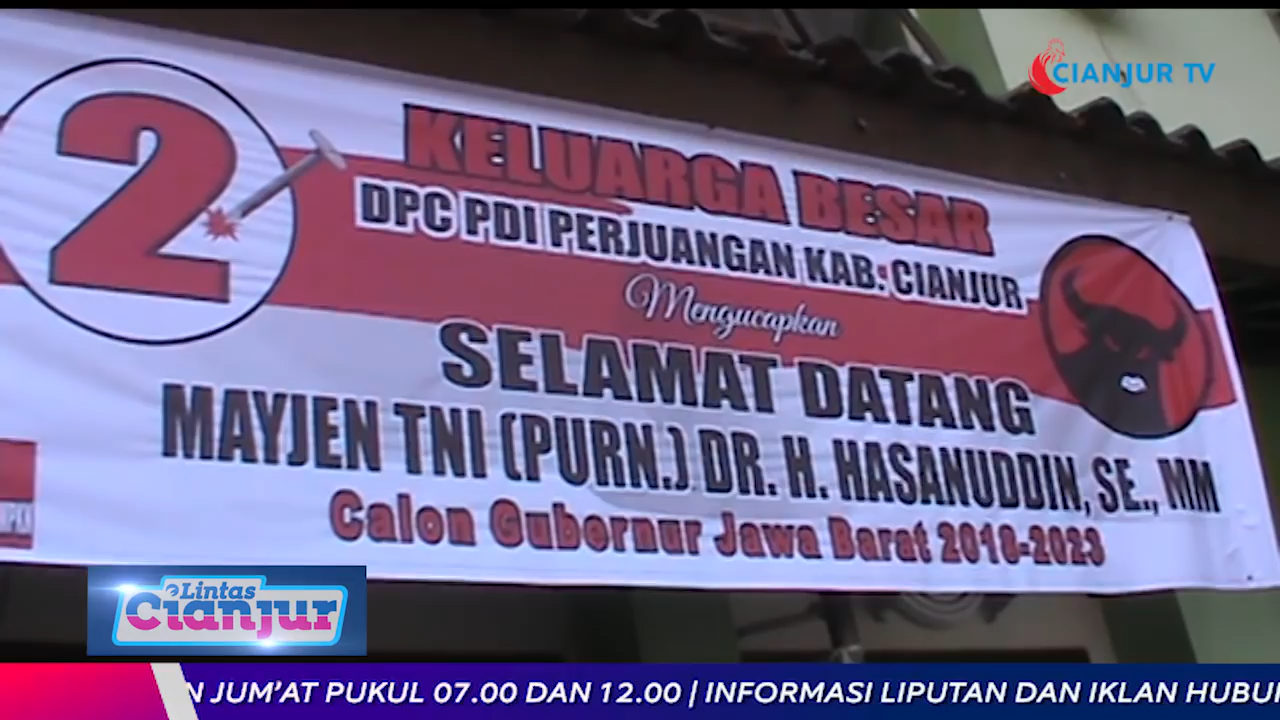 CIANJUR TV
2
KELUARGA BESAR
DPC PDI PERJUANGAN KAB. CIANJUR
Mengucapkan
SELAMAT DATANG
MAYJEN TNI (PURN.) DR. H. HASANUDDIN, SE., MM
Calon Gubernur Jawa Barat 2018-2023
Lintas
Cianjur
N JUM'AT PUKUL 07.00 DAN 12.00 | INFORMASI LIPUTAN DAN IKLAN HUBU